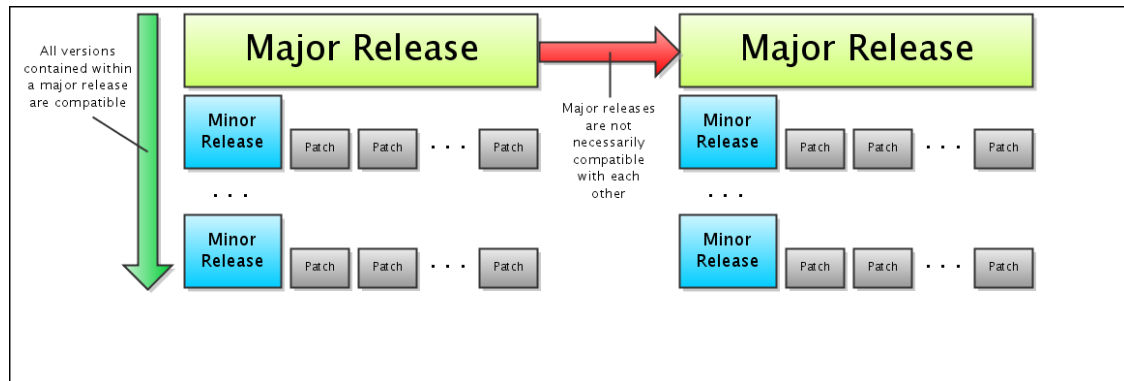 Major Release
Major Release
All versions
contained within
a major release
are compatible
Major releases
are not
necessarily
compatible
with each
other
Minor
Release
Patch
Patch
. . .
Patch
Minor
Release
Patch
Patch
. . .
Patch
. . .
. . .
Minor
Release
Patch
Patch
. . .
Patch
Minor
Release
Patch
Patch
. . .
Patch